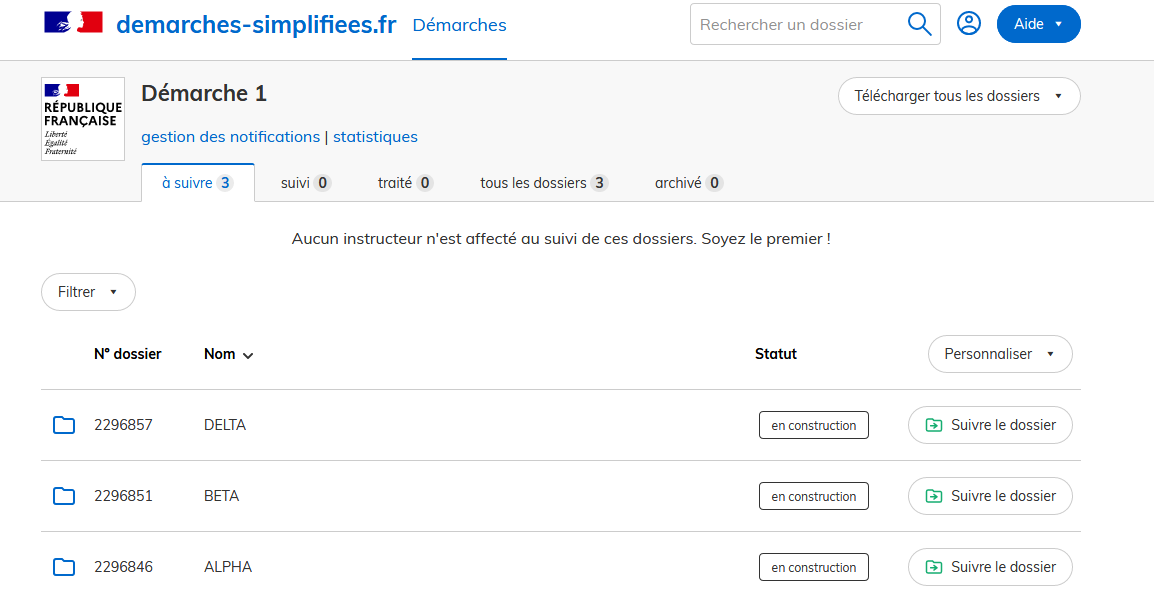 demarches-simplifiees.fr Démarches Rechercher un dossier Aide
RÉPUBLIQUE
FRANÇAISE
Liberté
Égalité
Fraternité
Démarche 1
Télécharger tous les dossiers
gestion des notifications | statistiques
à suivre 3 suivi 0 traité 0 tous les dossiers 3 archivé 0
Aucun instructeur n'est affecté au suivi de ces dossiers. Soyez le premier !
Filtrer
Nº dossier Nom Statut Personnaliser
2296857 DELTA en construction Suivre le dossier
2296851 BETA en construction Suivre le dossier
2296846 ALPHA en construction Suivre le dossier